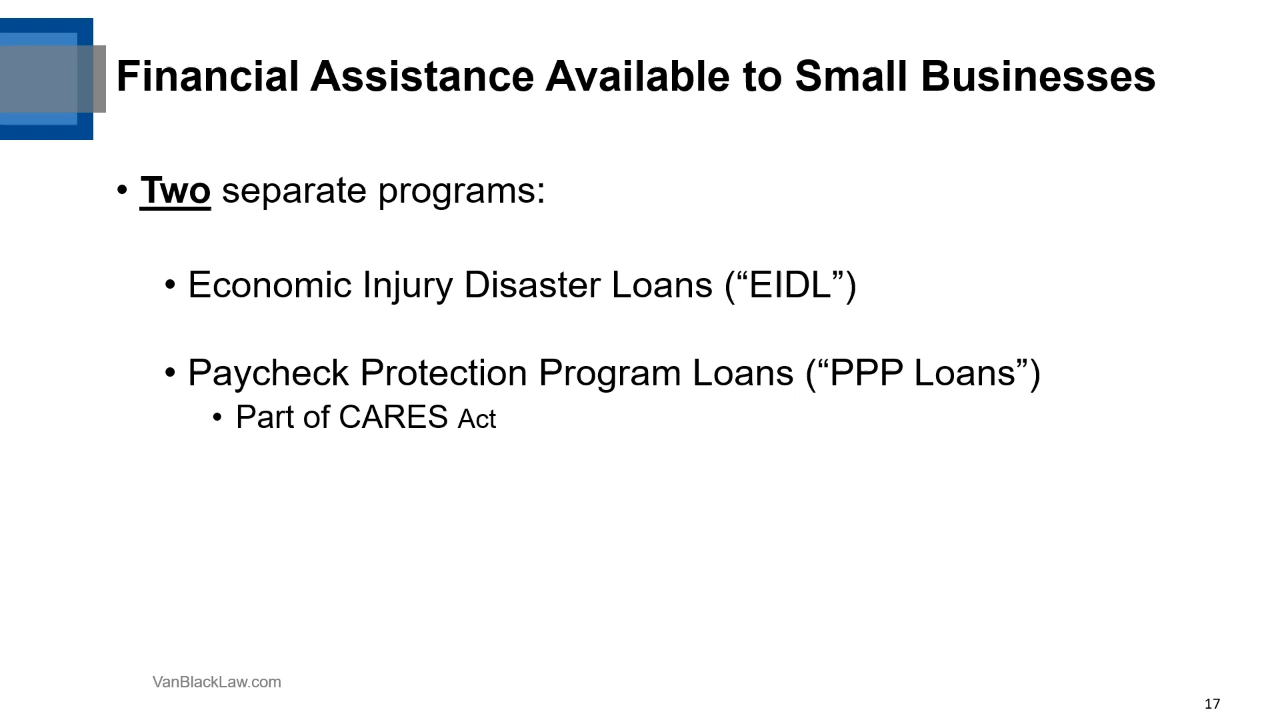 Financial Assistance Available to Small Businesses
• Two separate programs:
• Economic Injury Disaster Loans (“EIDL”)
• Paycheck Protection Program Loans (“PPP Loans”)
• Part of CARES Act
VanBlackLaw.com
17